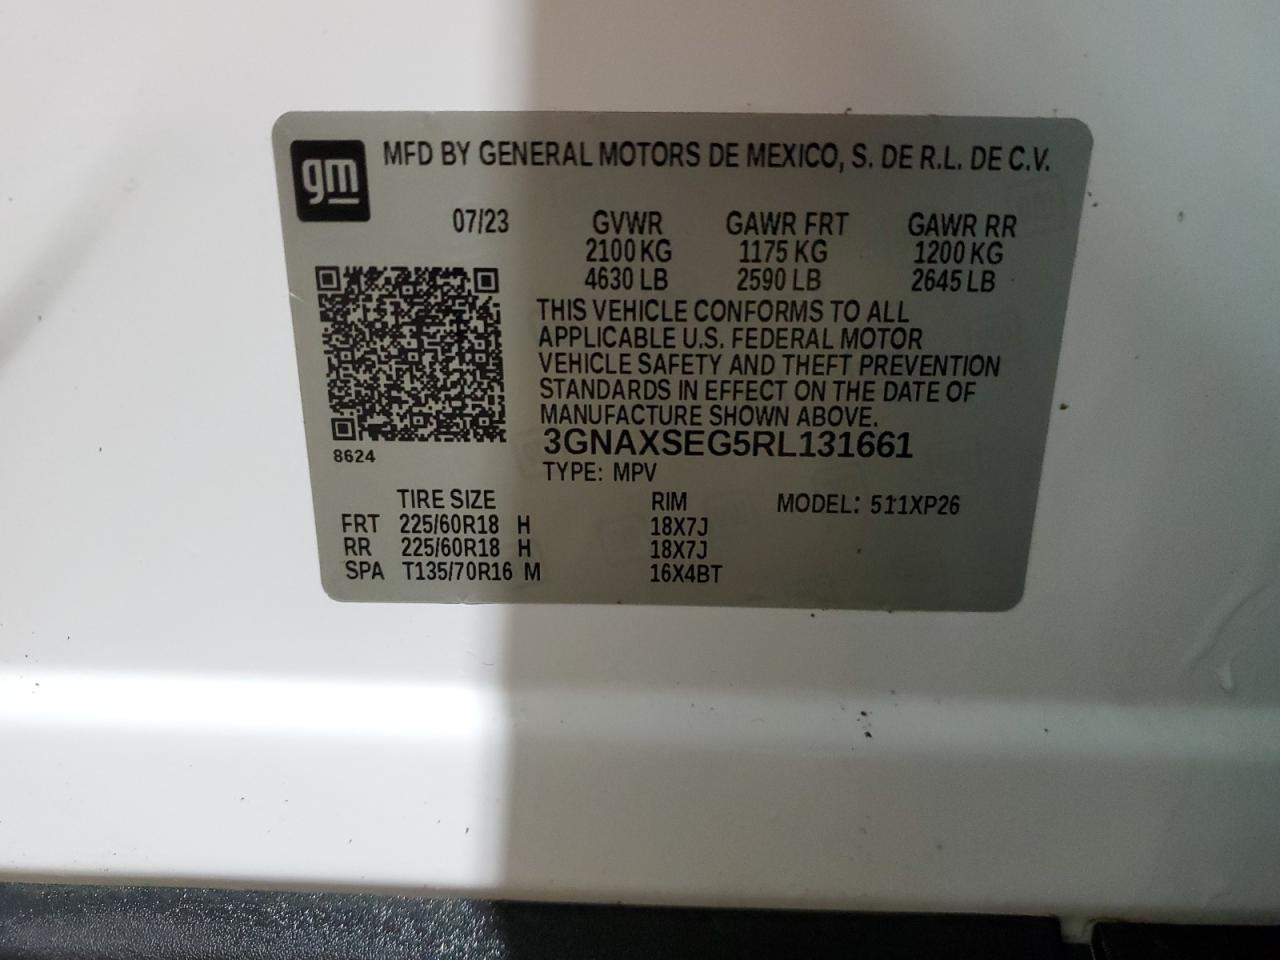 gm
MFD BY GENERAL MOTORS DE MEXICO, S. DE R.L. DE C.V.
07/23 GVWR GAWR FRT GAWR RR
2100 KG 1175 KG 1200 KG
4630 LB 2590 LB 2645 LB
THIS VEHICLE CONFORMS TO ALL
APPLICABLE U.S. FEDERAL MOTOR
VEHICLE SAFETY AND THEFT PREVENTION
STANDARDS IN EFFECT ON THE DATE OF
MANUFACTURE SHOWN ABOVE.
3GNAXSEG5RL131661
8624
TYPE: MPV
TIRE SIZE RIM MODEL: 511XP26
FRT 225/60R18 H 18X7J
RR 225/60R18 H 18X7J
SPA T135/70R16 M 16X4BT